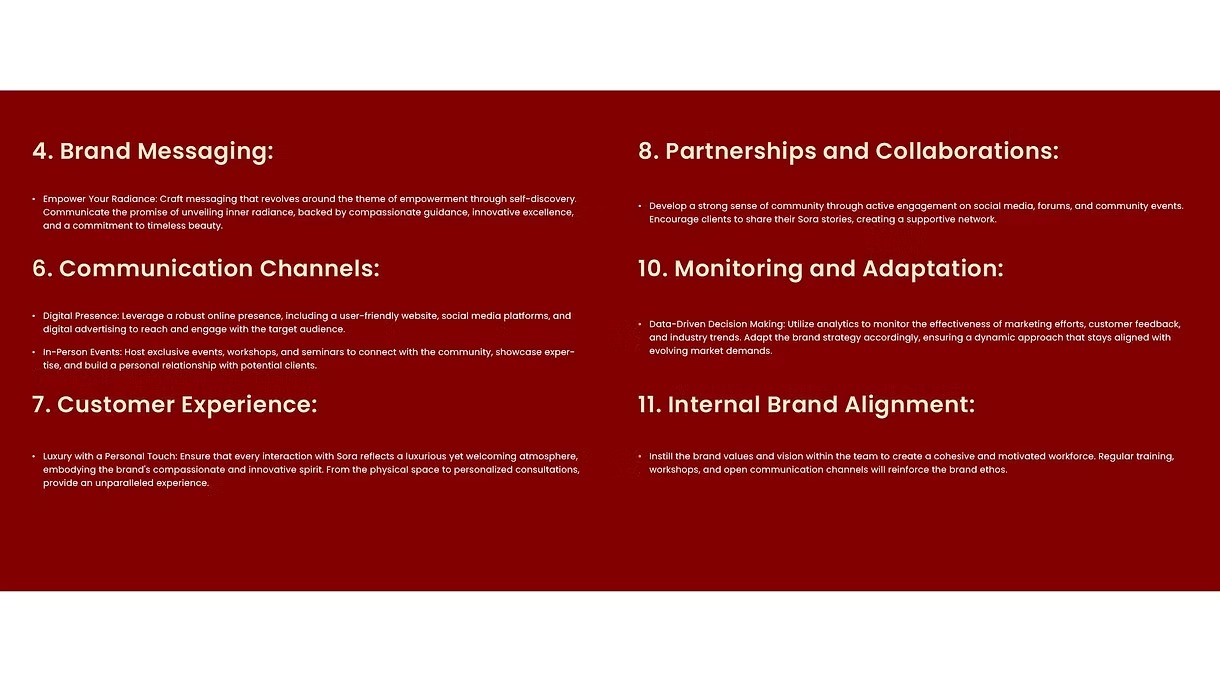 4. Brand Messaging:
• Empower Your Radiance: Craft messaging that revolves around the theme of empowerment through self-discovery.
Communicate the promise of unveiling inner radiance, backed by compassionate guidance, innovative excellence,
and a commitment to timeless beauty.
6. Communication Channels:
• Digital Presence: Leverage a robust online presence, including a user-friendly website, social media platforms, and
digital advertising to reach and engage with the target audience.
• In-Person Events: Host exclusive events, workshops, and seminars to connect with the community, showcase exper-
tise, and build a personal relationship with potential clients.
7. Customer Experience:
• Luxury with a Personal Touch: Ensure that every interaction with Sora reflects a luxurious yet welcoming atmosphere,
embodying the brand's compassionate and innovative spirit. From the physical space to personalized consultations,
provide an unparalleled experience.
8. Partnerships and Collaborations:
• Develop a strong sense of community through active engagement on social media, forums, and community events.
Encourage clients to share their Sora stories, creating a supportive network.
10. Monitoring and Adaptation:
• Data-Driven Decision Making: Utilize analytics to monitor the effectiveness of marketing efforts, customer feedback,
and industry trends. Adapt the brand strategy accordingly, ensuring a dynamic approach that stays aligned with
evolving market demands.
11. Internal Brand Alignment:
• Instill the brand values and vision within the team to create a cohesive and motivated workforce. Regular training,
workshops, and open communication channels will reinforce the brand ethos.